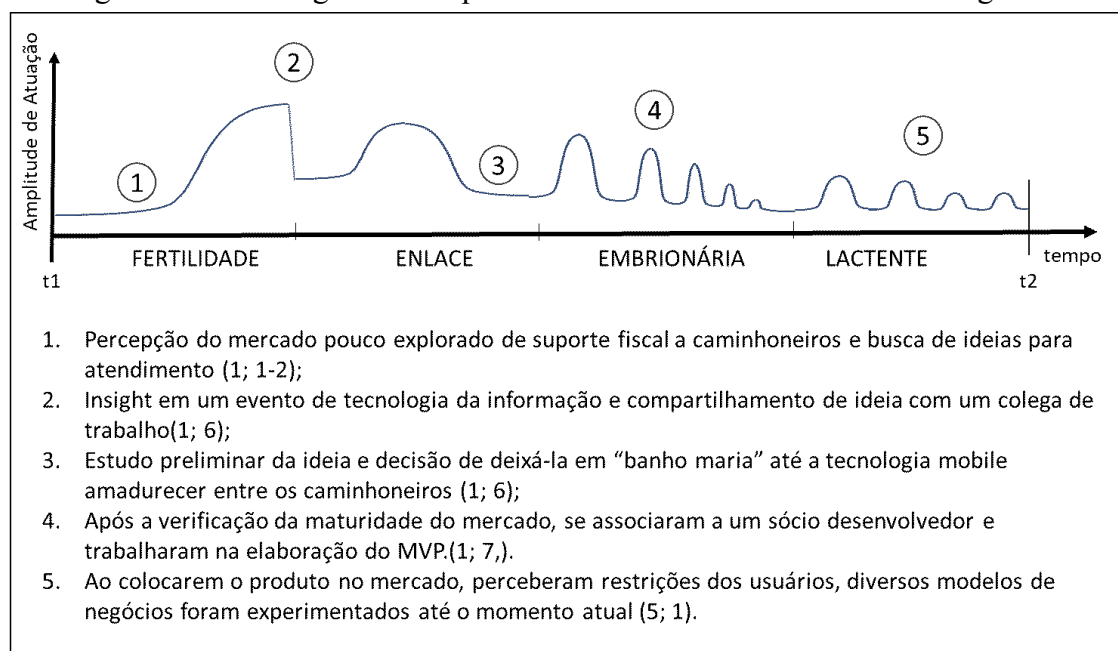 Amplitude de Atuação
2
4
5
3
1
FERTILIDADE
ENLACE
EMBRIONÁRIA
LACTENTE
tempo
t1
t2
1. Percepção do mercado pouco explorado de suporte fiscal a caminhoneiros e busca de ideias para
atendimento (1; 1-2);
2. Insight em um evento de tecnologia da informação e compartilhamento de ideia com um colega de
trabalho(1; 6);
3. Estudo preliminar da ideia e decisão de deixá-la em “banho maria” até a tecnologia mobile
amadurecer entre os caminhoneiros (1; 6);
4. Após a verificação da maturidade do mercado, se associaram a um sócio desenvolvedor e
trabalharam na elaboração do MVP.(1; 7,).
5. Ao colocarem o produto no mercado, perceberam restrições dos usuários, diversos modelos de
negócios foram experimentados até o momento atual (5; 1).